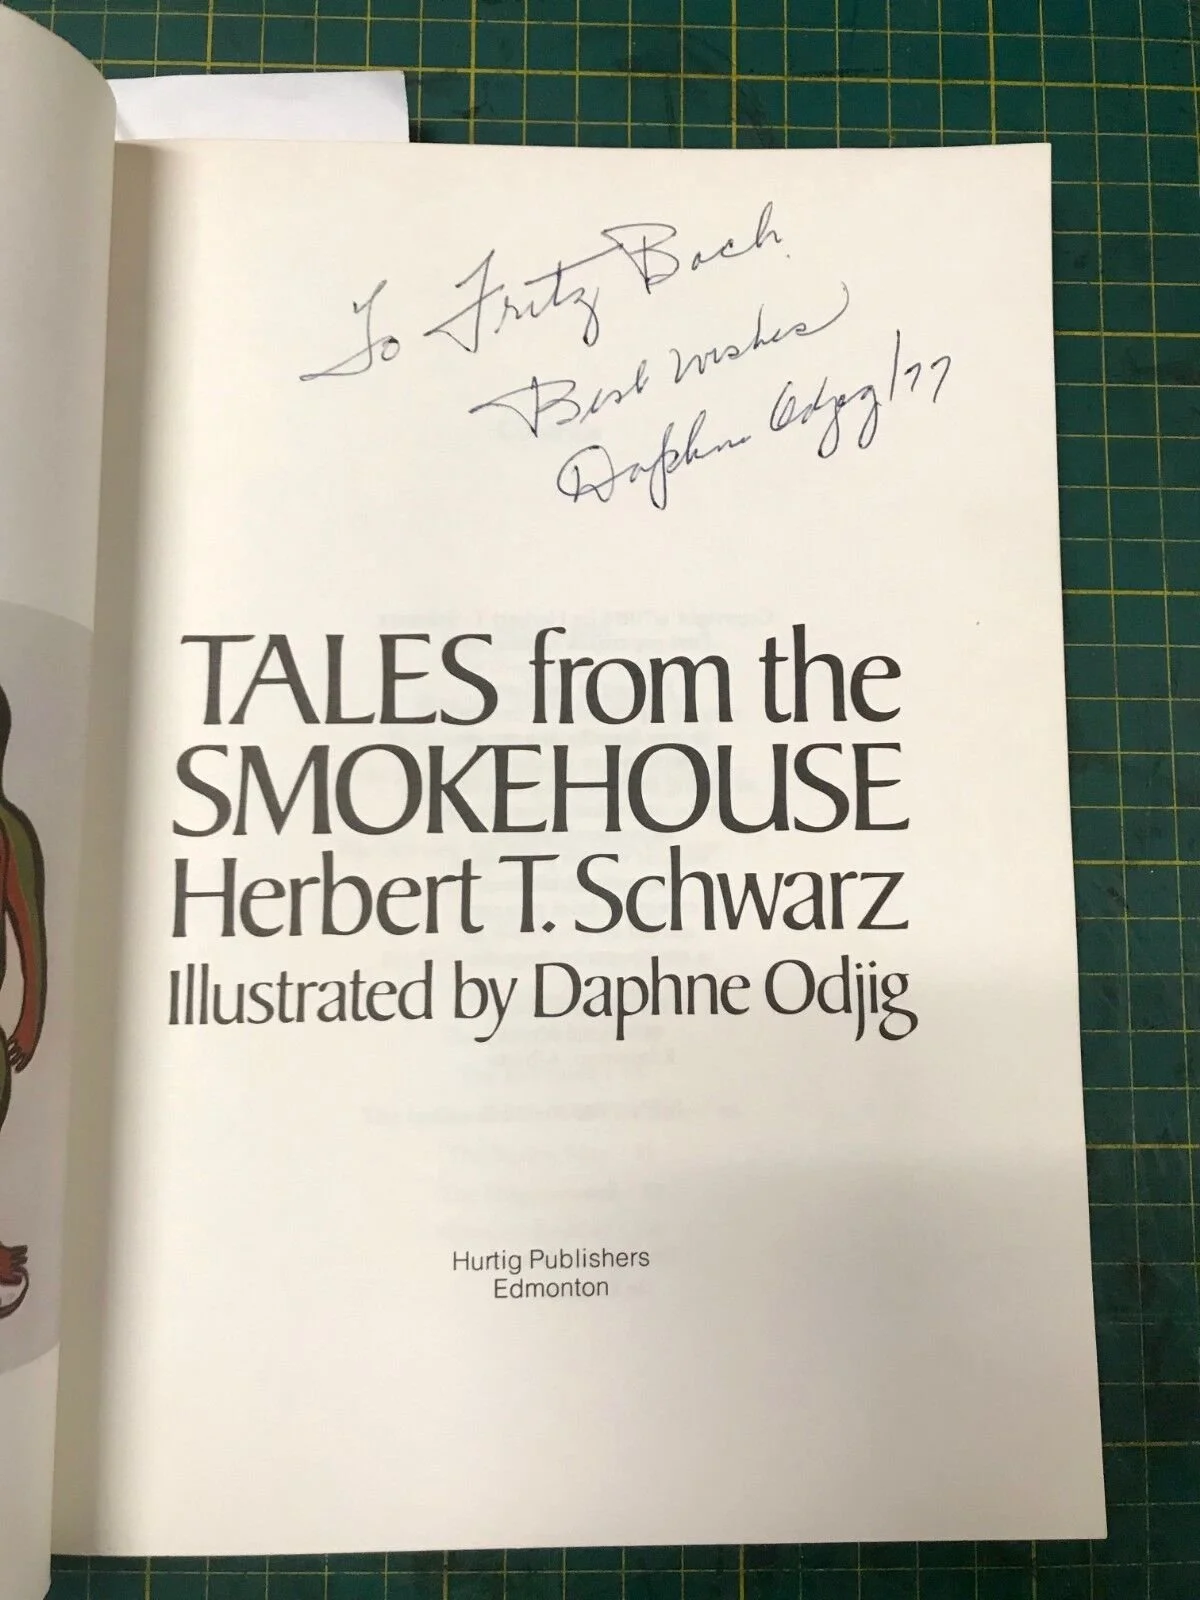 To Fritz Bach
Best Wishes
Daphne Odjig/77
TALES from the
SMOKEHOUSE
Herbert T. Schwarz
Illustrated by Daphne Odjig
Hurtig Publishers
Edmonton